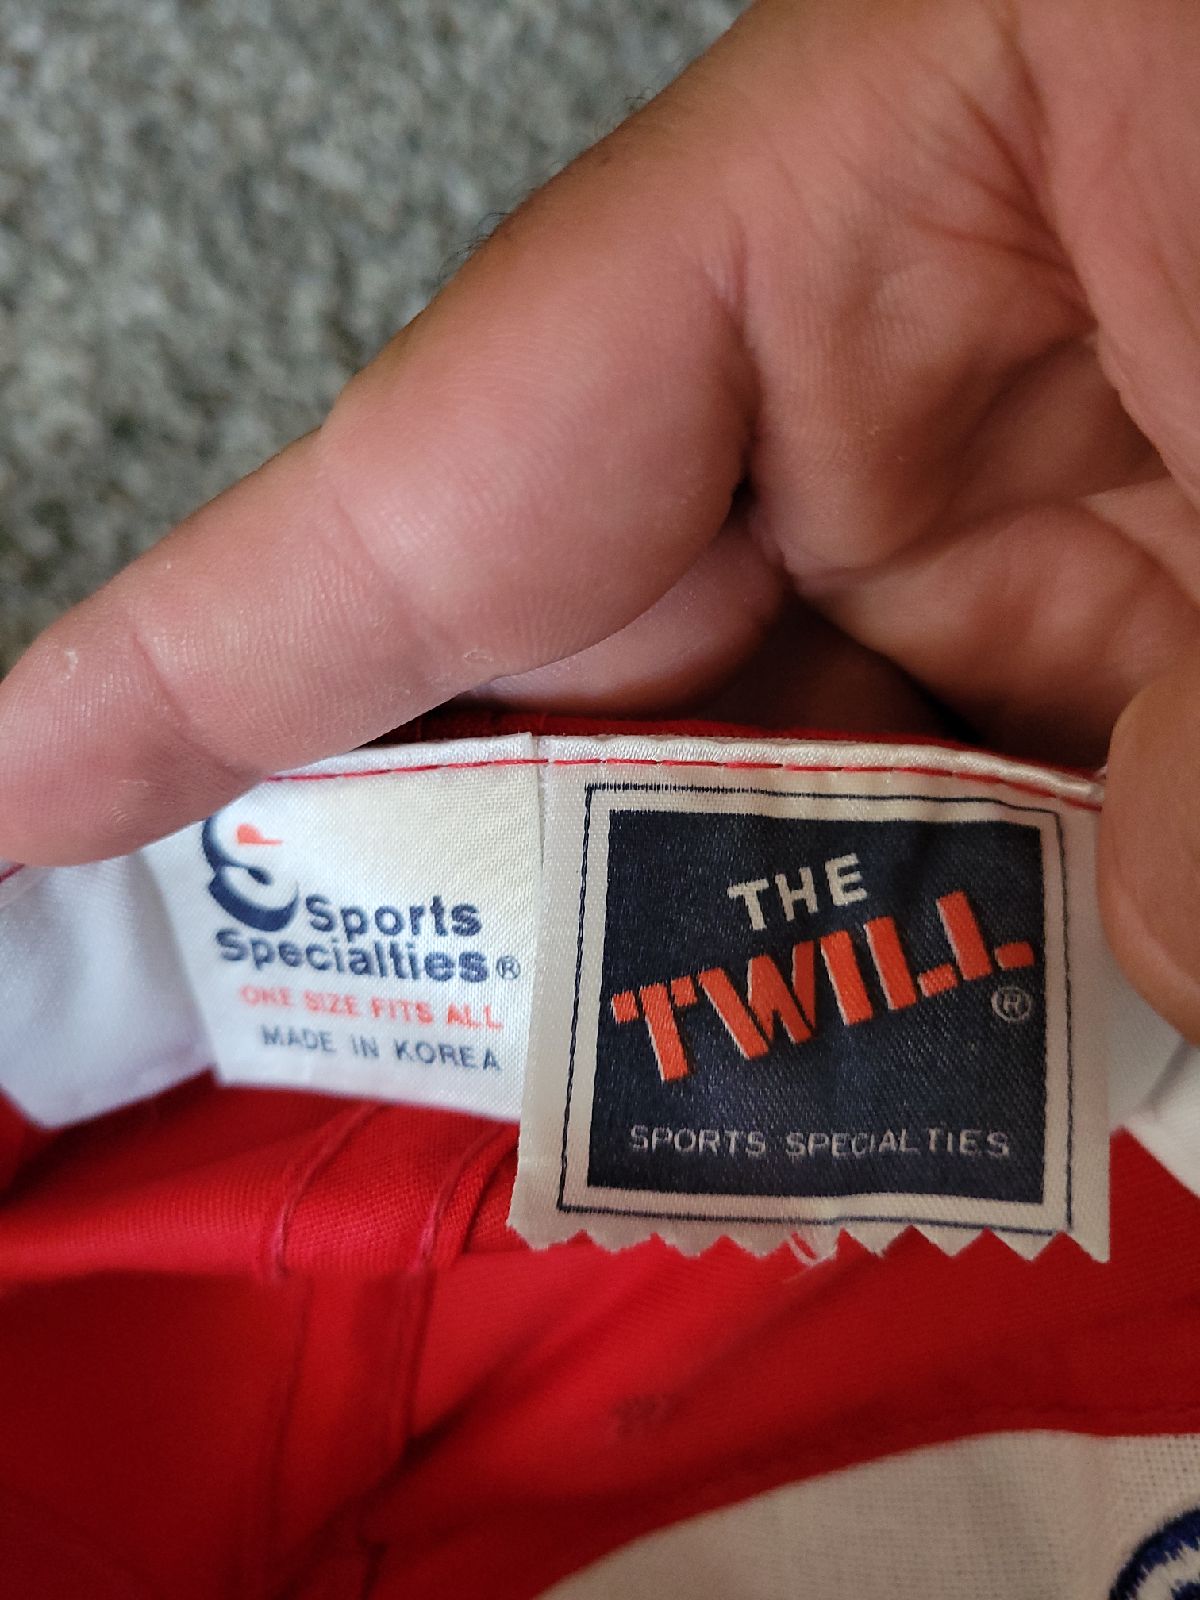 Sports
Specialties®
ONE SIZE FITS ALL
MADE IN KOREA
THE
TWILL
®
SPORTS SPECIALTIES